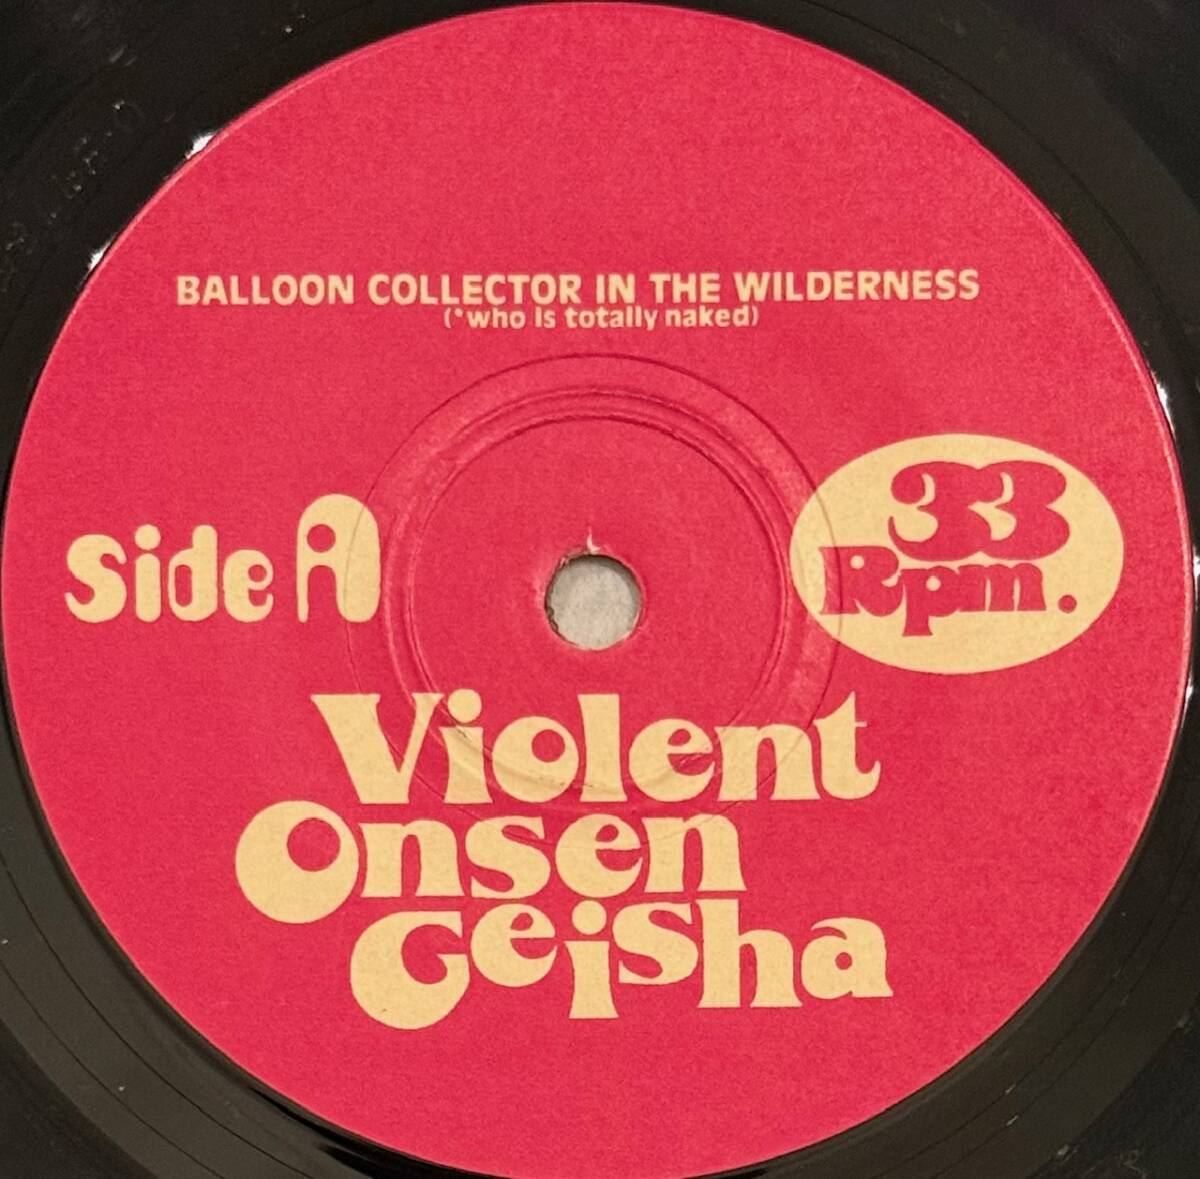 BALLOON COLLECTOR IN THE WILDERNESS
(*who is totally naked)
Side A
33
Rpm.
Violent
Onsen
Geisha